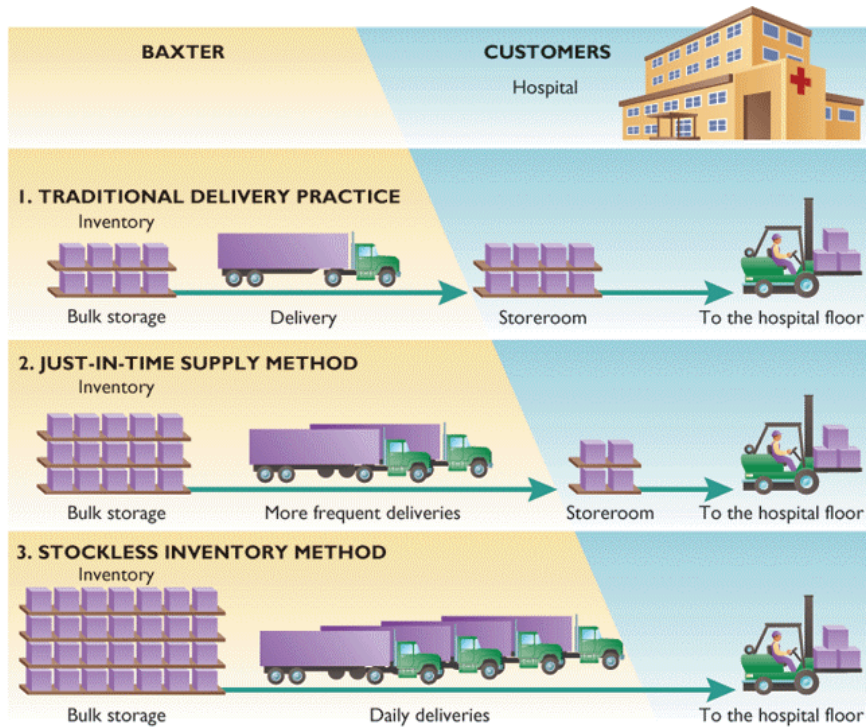 BAXTER
CUSTOMERS
Hospital
1. TRADITIONAL DELIVERY PRACTICE
Inventory
Bulk storage
Delivery
Storeroom
To the hospital floor
2. JUST-IN-TIME SUPPLY METHOD
Inventory
Bulk storage
More frequent deliveries
Storeroom
To the hospital floor
3. STOCKLESS INVENTORY METHOD
Inventory
Bulk storage
Daily deliveries
To the hospital floor